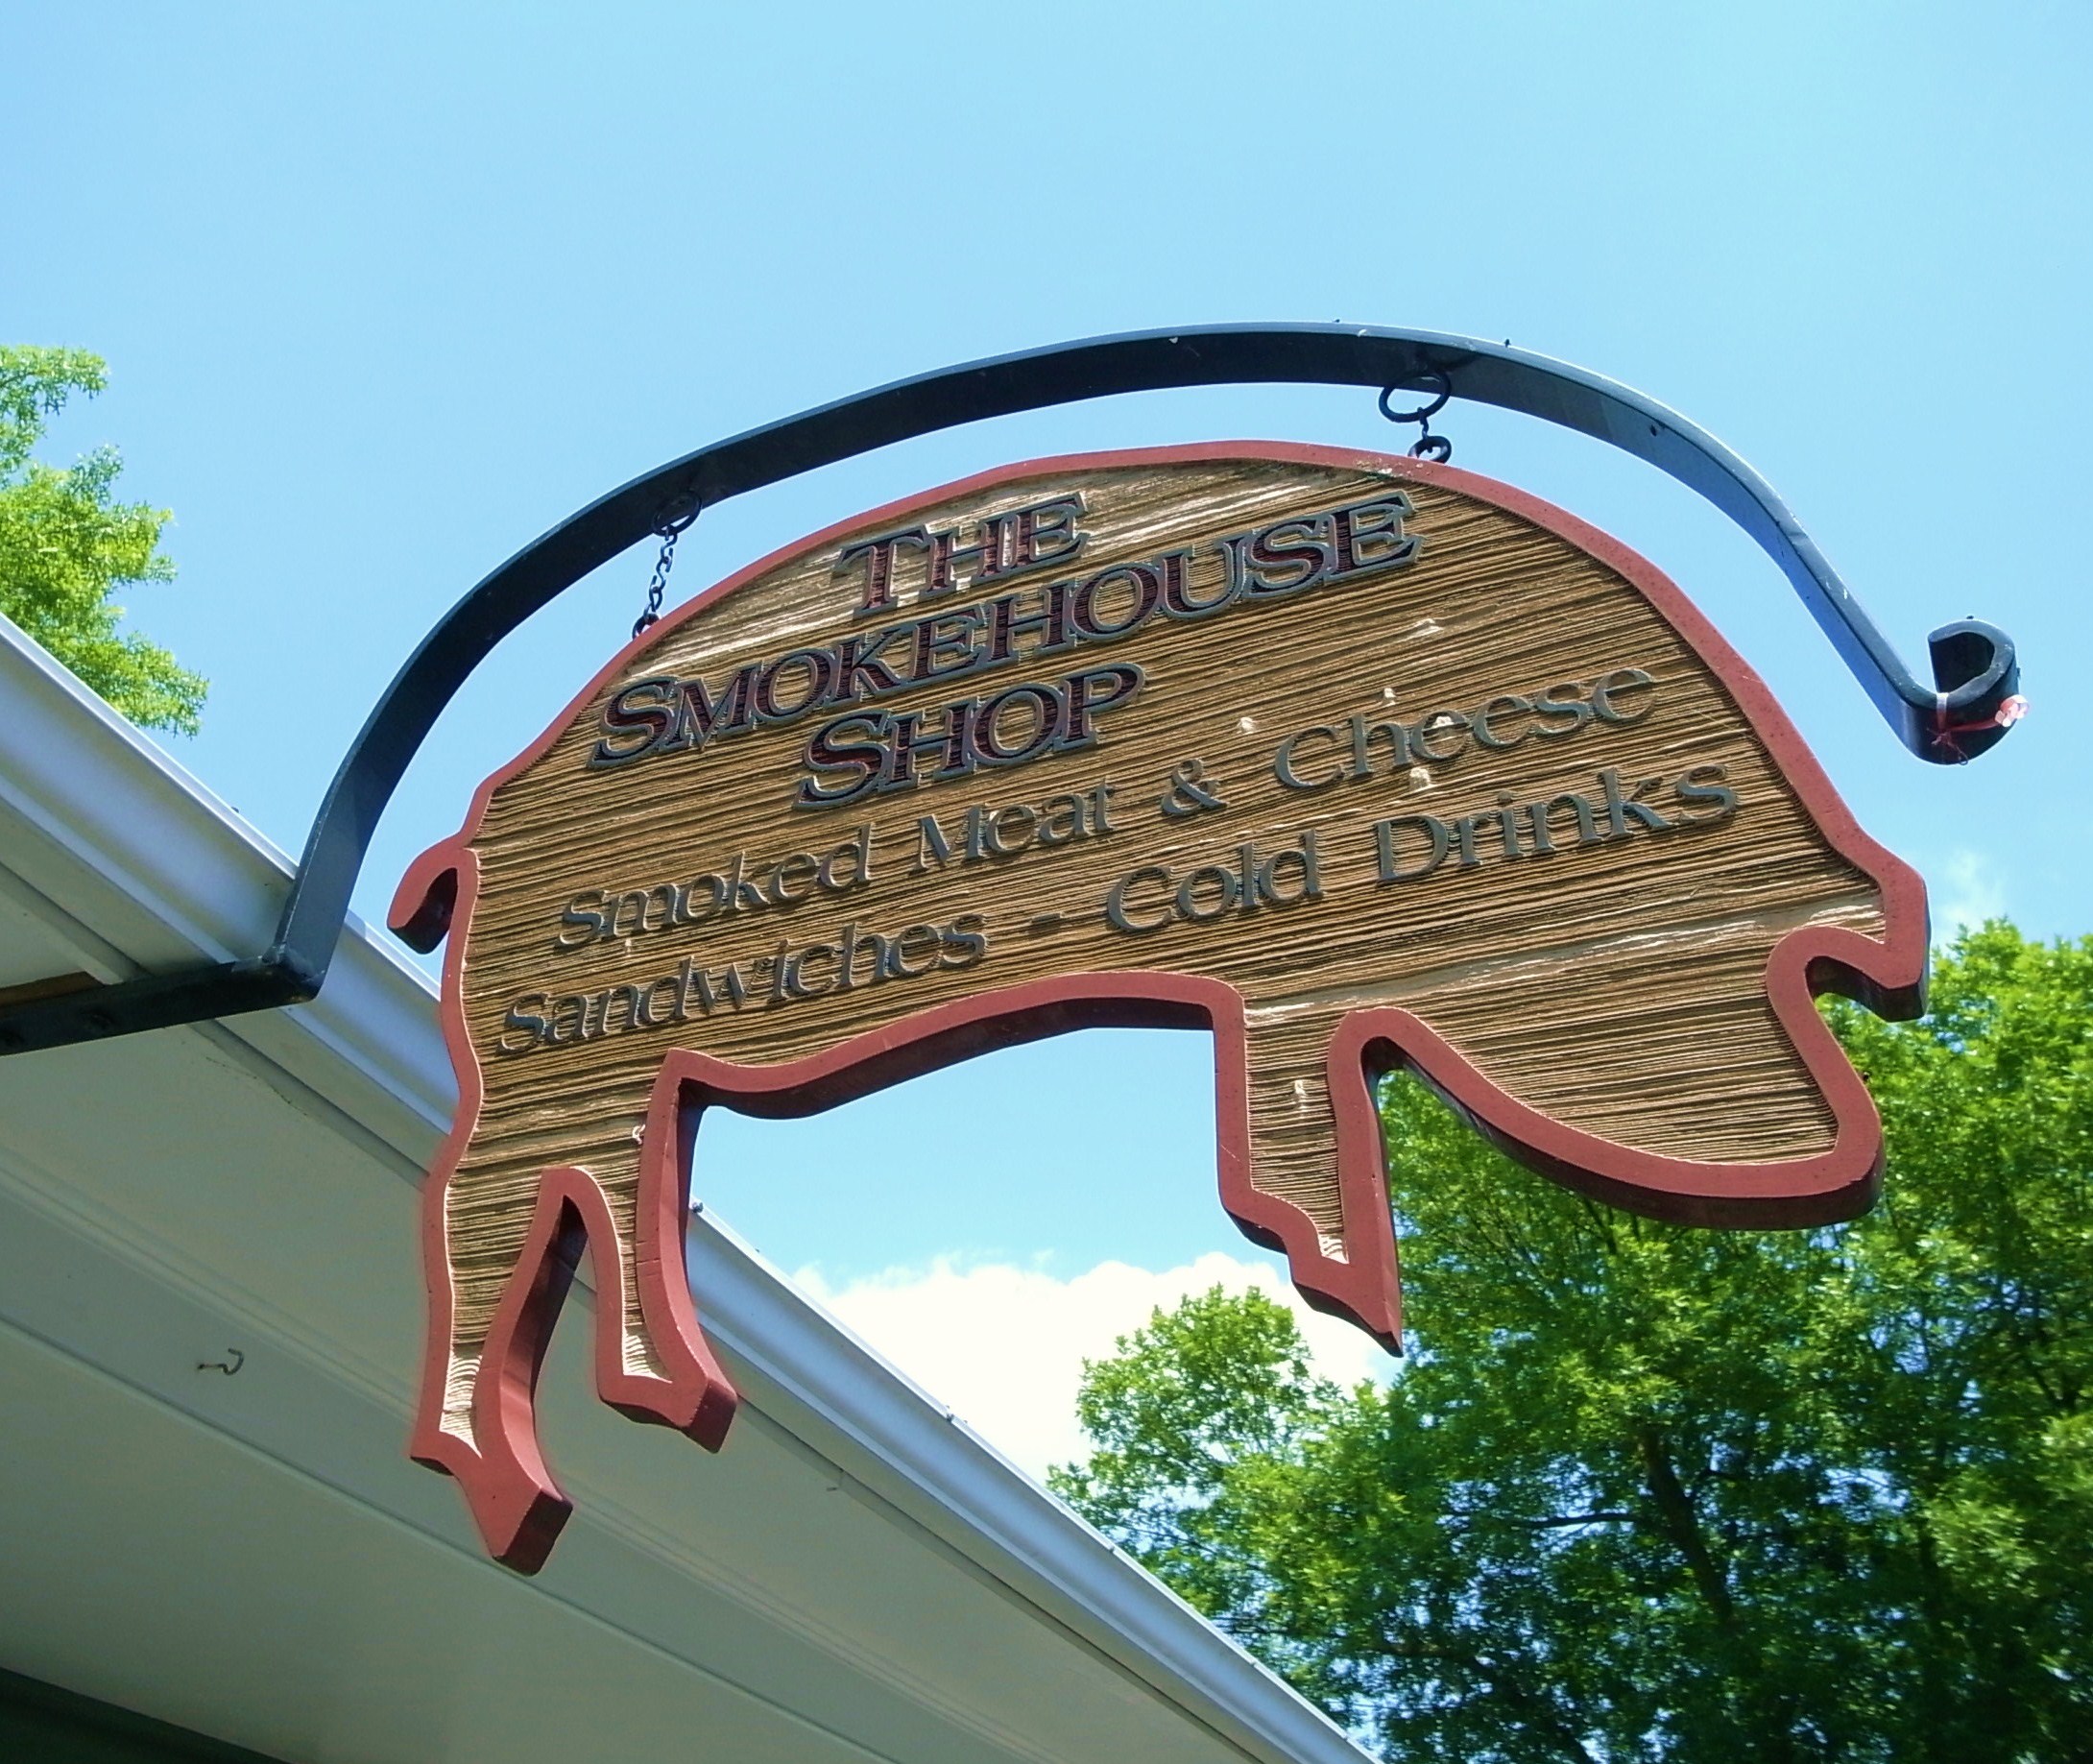 THE
SMOKEHOUSE
SHOP
Smoked Meat & Cheese
Sandwiches - Cold Drinks